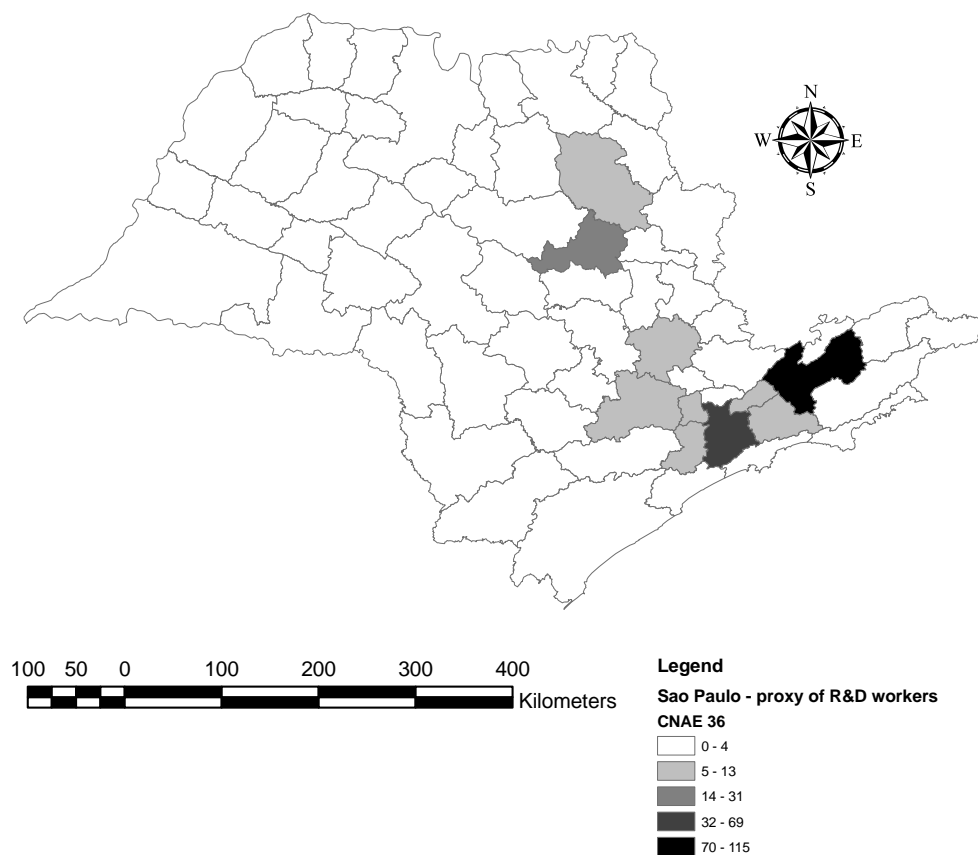 N
W E
S
100 50 0 100 200 300 400
Kilometers
Legend
Sao Paulo - proxy of R&D workers
CNAE 36
0 - 4
5 - 13
14 - 31
32 - 69
70 - 115